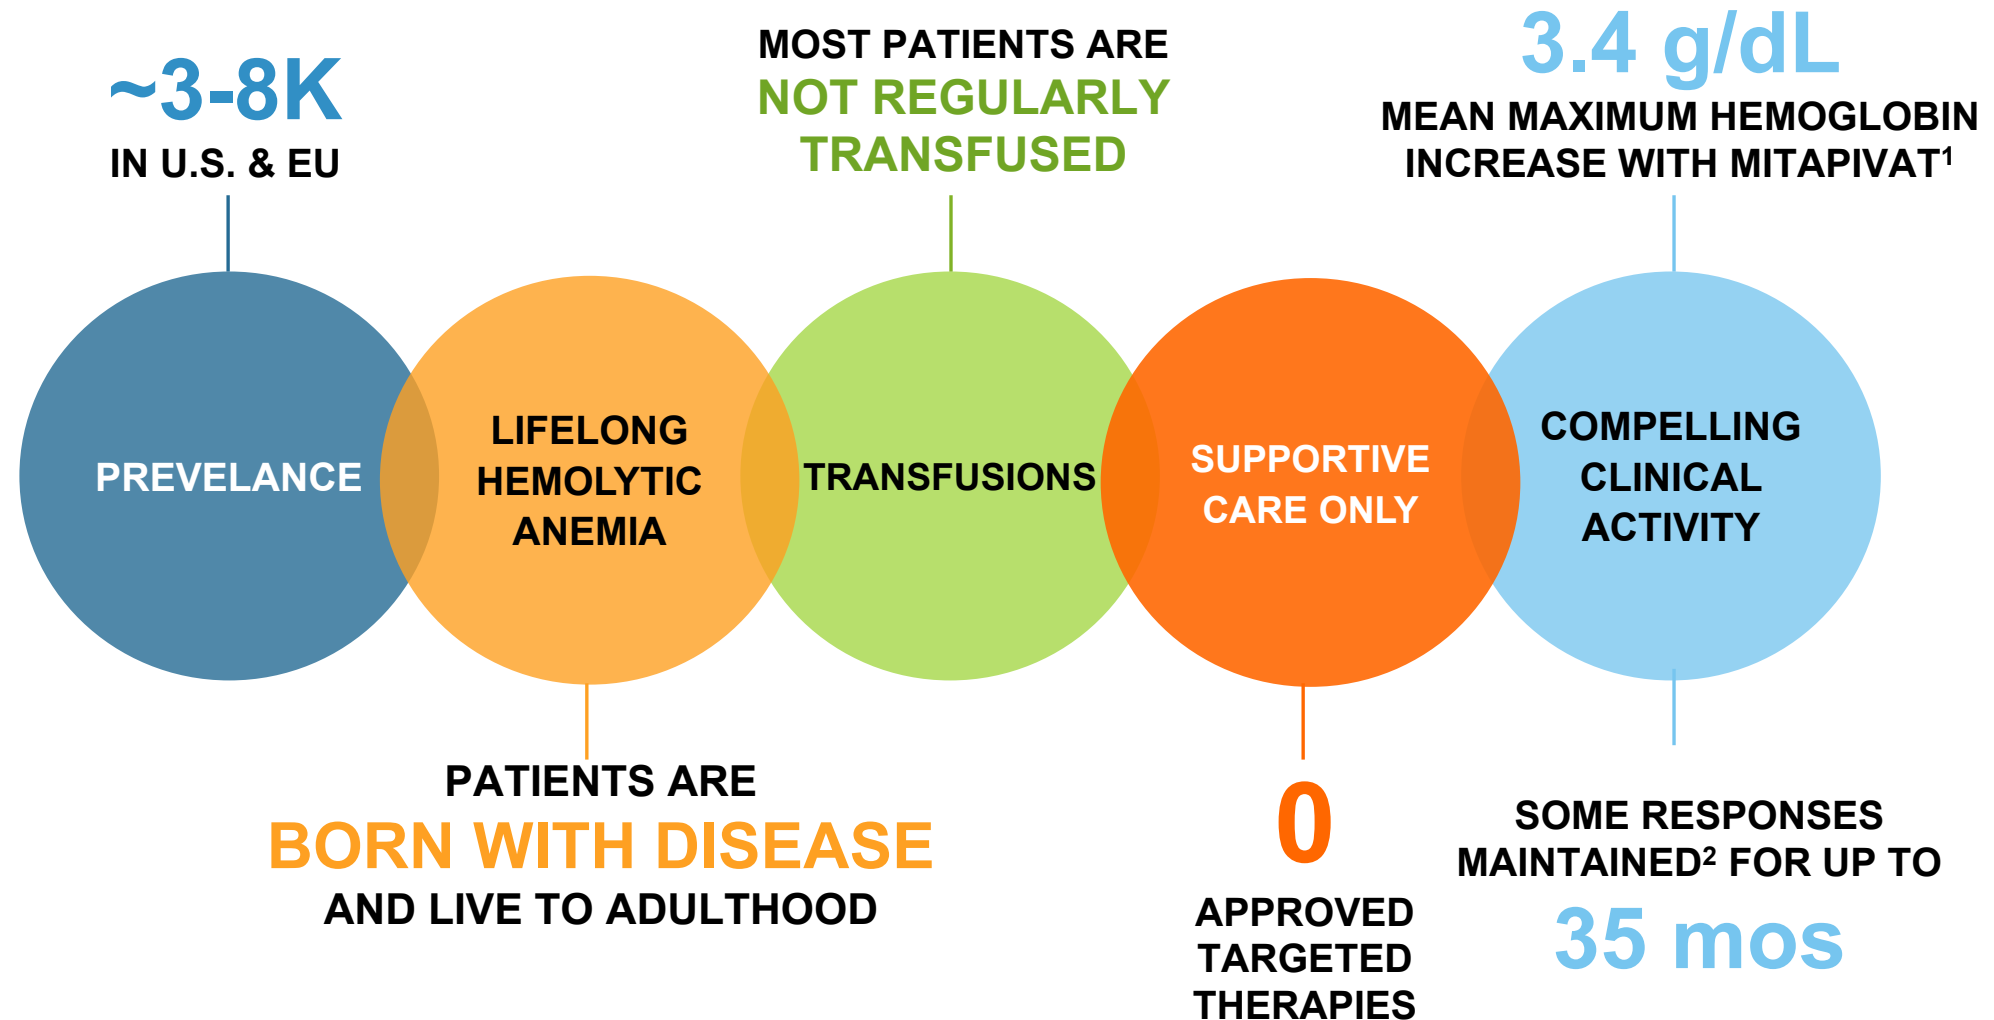 ~3-8K
IN U.S. & EU
MOST PATIENTS ARE
NOT REGULARLY
TRANSFUSED
3.4 g/dL
MEAN MAXIMUM HEMOGLOBIN
INCREASE WITH MITAPIVAT¹
PREVELANCE
LIFELONG
HEMOLYTIC
ANEMIA
TRANSFUSIONS
SUPPORTIVE
CARE ONLY
COMPELLING
CLINICAL
ACTIVITY
PATIENTS ARE
BORN WITH DISEASE
AND LIVE TO ADULTHOOD
0
APPROVED
TARGETED
THERAPIES
SOME RESPONSES
MAINTAINED² FOR UP TO
35 mos